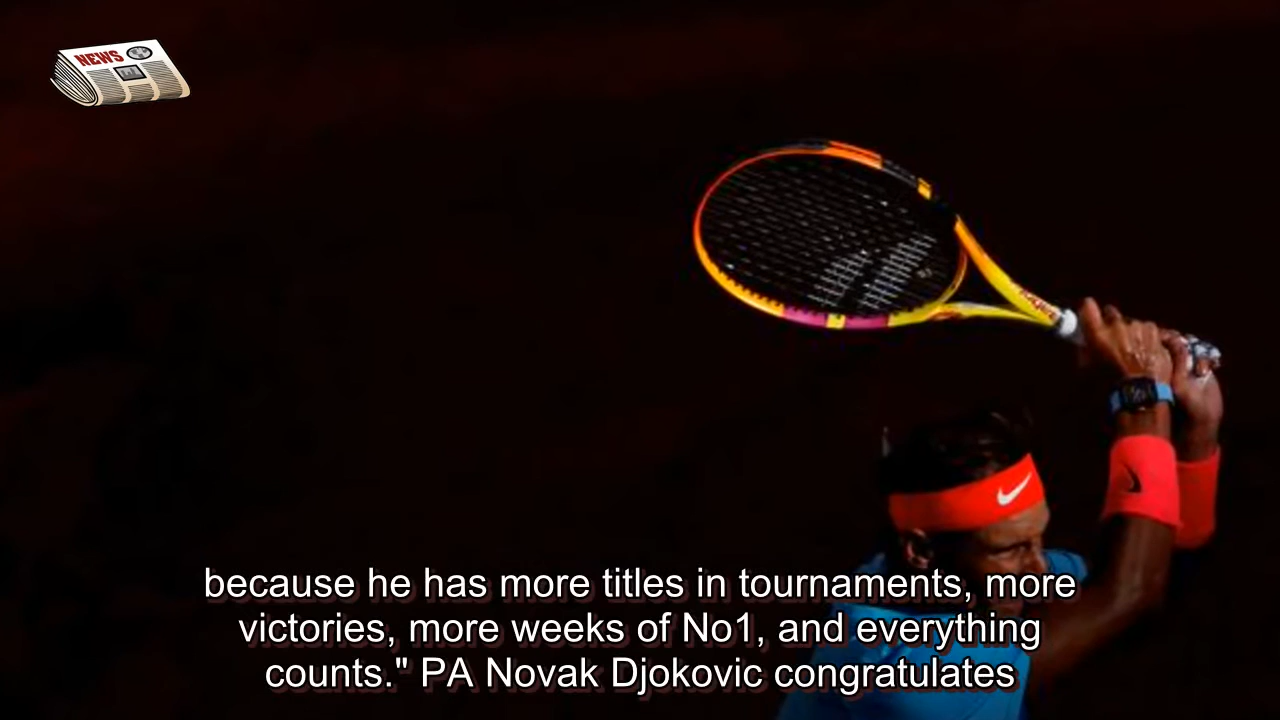 NEWS
because he has more titles in tournaments, more
victories, more weeks of No1, and everything
counts." PA Novak Djokovic congratulates